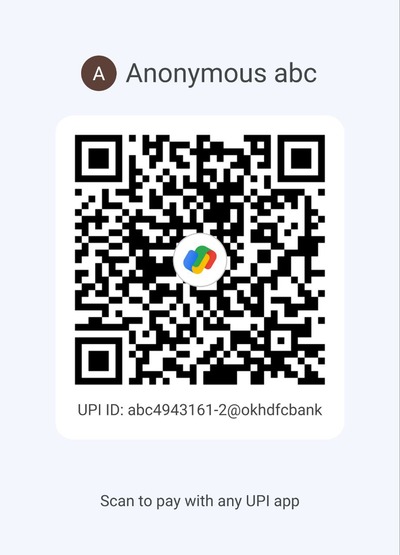 A Anonymous abc
UPI ID: abc4943161-2@okhdfcbank
Scan to pay with any UPI app